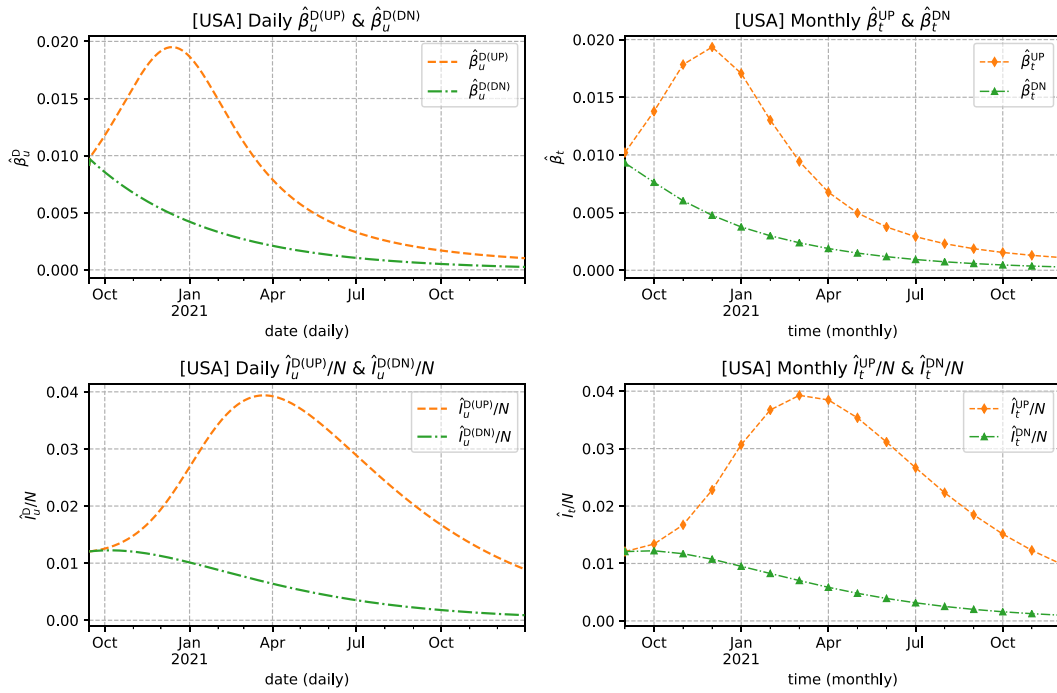 [USA] Daily β̂ᵤ^D(UP) & β̂ᵤ^D(DN)
0.020
0.015
0.010
0.005
0.000
β̂ᵤ^D
β̂ᵤ^D(UP)
β̂ᵤ^D(DN)
Oct Jan Apr Jul Oct
2021
date (daily)
[USA] Monthly β̂ₜ^UP & β̂ₜ^DN
0.020
0.015
0.010
0.005
0.000
β̂ₜ
β̂ₜ^UP
β̂ₜ^DN
Oct Jan Apr Jul Oct
2021
time (monthly)
[USA] Daily Îᵤ^D(UP)/N & Îᵤ^D(DN)/N
0.04
0.03
0.02
0.01
0.00
Îᵤ^D/N
Îᵤ^D(UP)/N
Îᵤ^D(DN)/N
Oct Jan Apr Jul Oct
2021
date (daily)
[USA] Monthly Îₜ^UP/N & Îₜ^DN/N
0.04
0.03
0.02
0.01
0.00
Îₜ/N
Îₜ^UP/N
Îₜ^DN/N
Oct Jan Apr Jul Oct
2021
time (monthly)